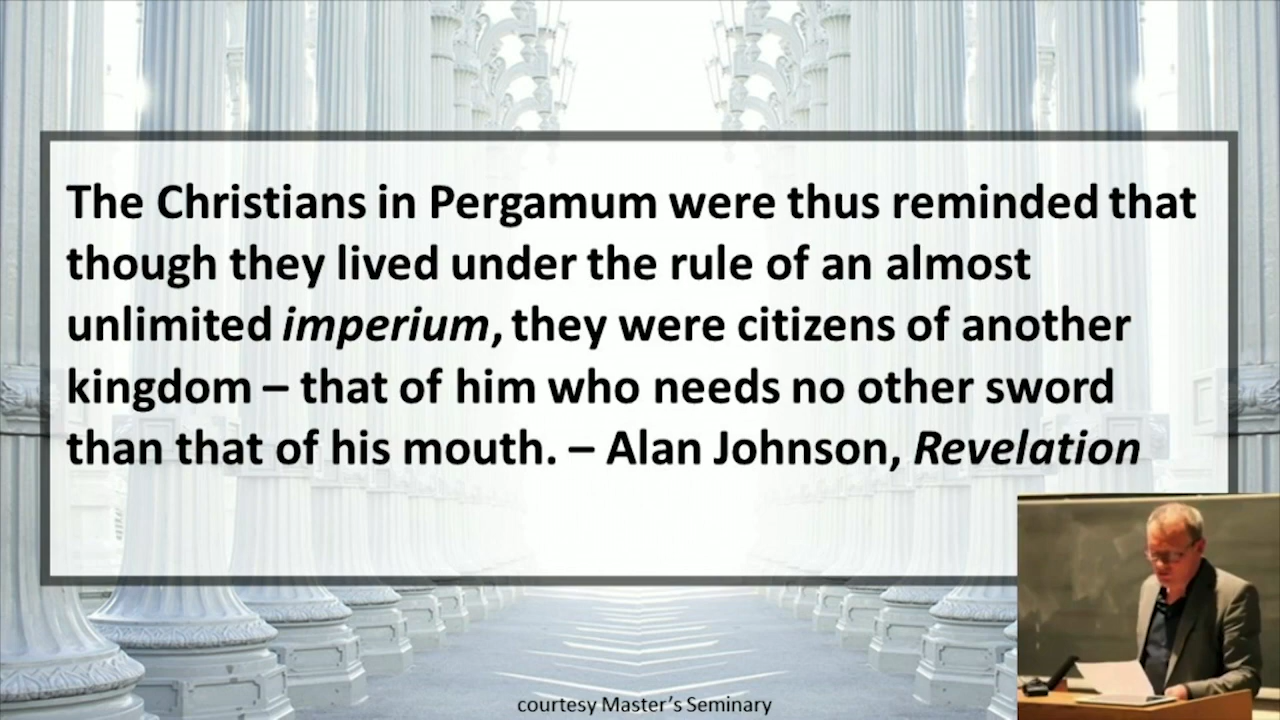 The Christians in Pergamum were thus reminded that
though they lived under the rule of an almost
unlimited imperium, they were citizens of another
kingdom – that of him who needs no other sword
than that of his mouth. – Alan Johnson, Revelation
courtesy Master's Seminary